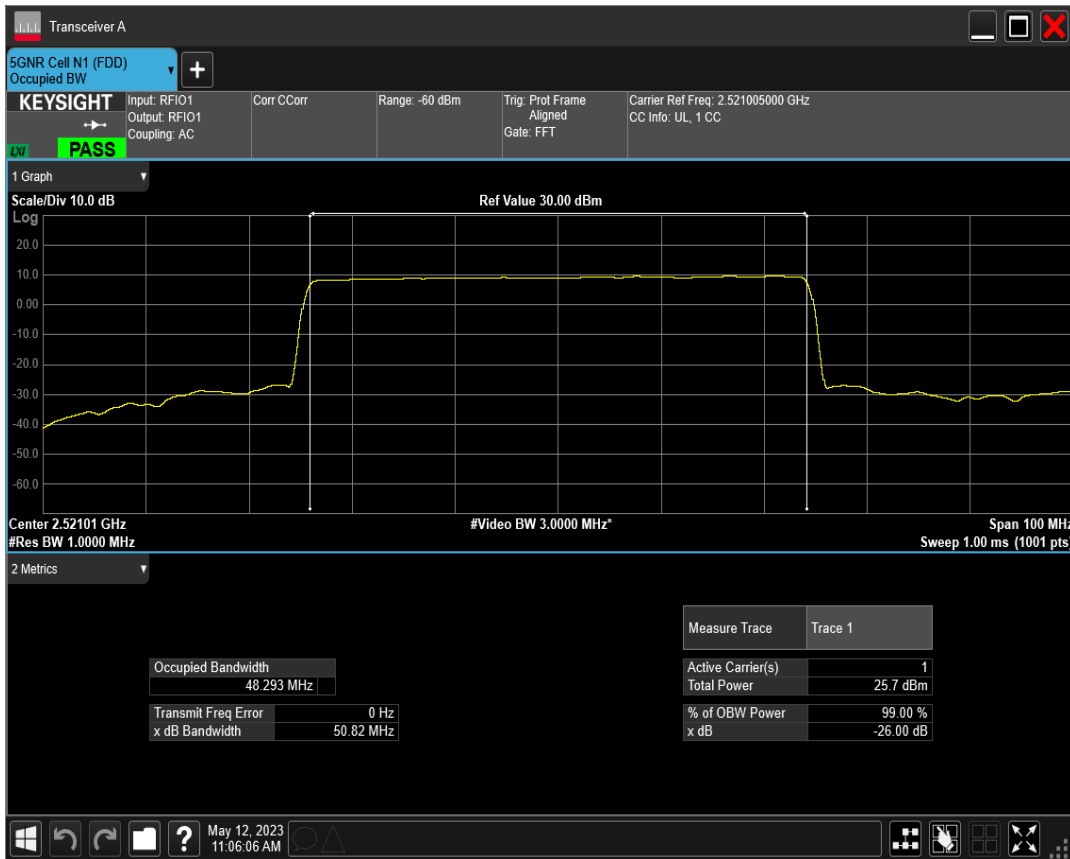 Transceiver A
5GNR Cell N1 (FDD)
Occupied BW
+
KEYSIGHT
LXI
PASS
Input: RFIO1
Output: RFIO1
Coupling: AC
Corr CCorr
Range: -60 dBm
Trig: Prot Frame
Aligned
Gate: FFT
Carrier Ref Freq: 2.521005000 GHz
CC Info: UL, 1 CC
1 Graph
Scale/Div 10.0 dB
Ref Value 30.00 dBm
Log
20.0
10.0
0.00
-10.0
-20.0
-30.0
-40.0
-50.0
-60.0
Center 2.52101 GHz
#Video BW 3.0000 MHz*
Span 100 MHz
#Res BW 1.0000 MHz
Sweep 1.00 ms (1001 pts)
2 Metrics
Measure Trace Trace 1
Occupied Bandwidth
48.293 MHz
Active Carrier(s) 1
Total Power 25.7 dBm
Transmit Freq Error 0 Hz
x dB Bandwidth 50.82 MHz
% of OBW Power 99.00 %
x dB -26.00 dB
?
May 12, 2023
11:06:06 AM